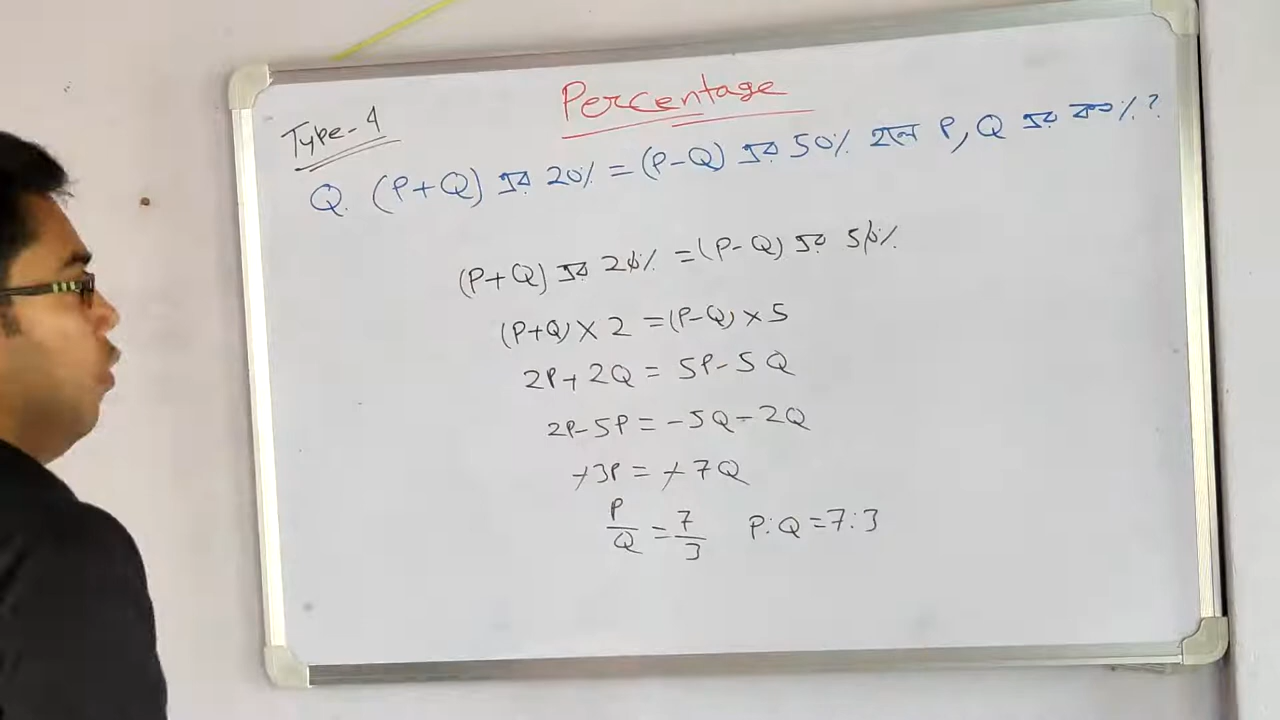 Percentage
Type-4
Q. (P+Q) এর 20% = (P-Q) এর 50% হলে P, Q এর কত%?
(P+Q) এর 20% = (P-Q) এর 50%
(P+Q) × 2 = (P-Q) × 5
2P+2Q = 5P-5Q
2P-5P = -5Q-2Q
-3P = -7Q
P/Q = 7/3 P:Q = 7:3